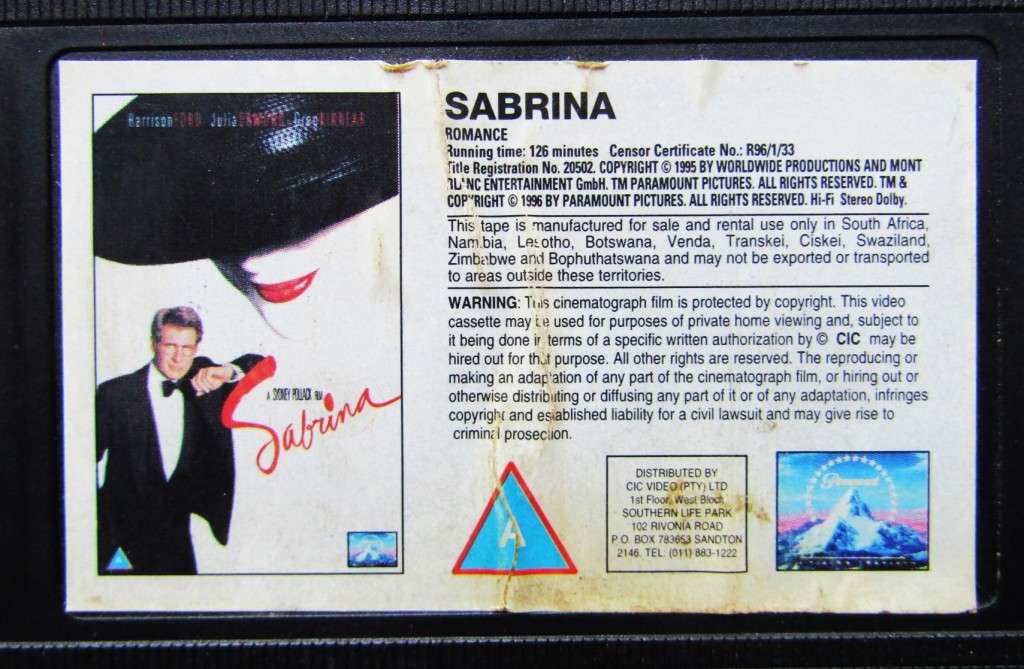 HarrisonFORD JuliaORMOND GregKINNEAR
A SYDNEY POLLACK FILM
Sabrina
SABRINA
ROMANCE
Running time: 126 minutes Censor Certificate No.: R96/1/33
Title Registration No. 20502. COPYRIGHT © 1995 BY WORLDWIDE PRODUCTIONS AND MONT
BLANC ENTERTAINMENT GmbH. TM PARAMOUNT PICTURES. ALL RIGHTS RESERVED. TM &
COPYRIGHT © 1996 BY PARAMOUNT PICTURES. ALL RIGHTS RESERVED. Hi-Fi Stereo Dolby.
This tape is manufactured for sale and rental use only in South Africa,
Namibia, Lesotho, Botswana, Venda, Transkei, Ciskei, Swaziland,
Zimbabwe and Bophuthatswana and may not be exported or transported
to areas outside these territories.
WARNING: This cinematograph film is protected by copyright. This video
cassette may be used for purposes of private home viewing and, subject to
it being done in terms of a specific written authorization by © CIC may be
hired out for that purpose. All other rights are reserved. The reproducing or
making an adaptation of any part of the cinematograph film, or hiring out or
otherwise distributing or diffusing any part of it or of any adaptation, infringes
copyright and established liability for a civil lawsuit and may give rise to
criminal prosecution.
A
DISTRIBUTED BY
CIC VIDEO (PTY) LTD
1st Floor, West Block
SOUTHERN LIFE PARK
102 RIVONIA ROAD
P.O. BOX 783653 SANDTON
2146. TEL: (011) 883-1222
Paramount